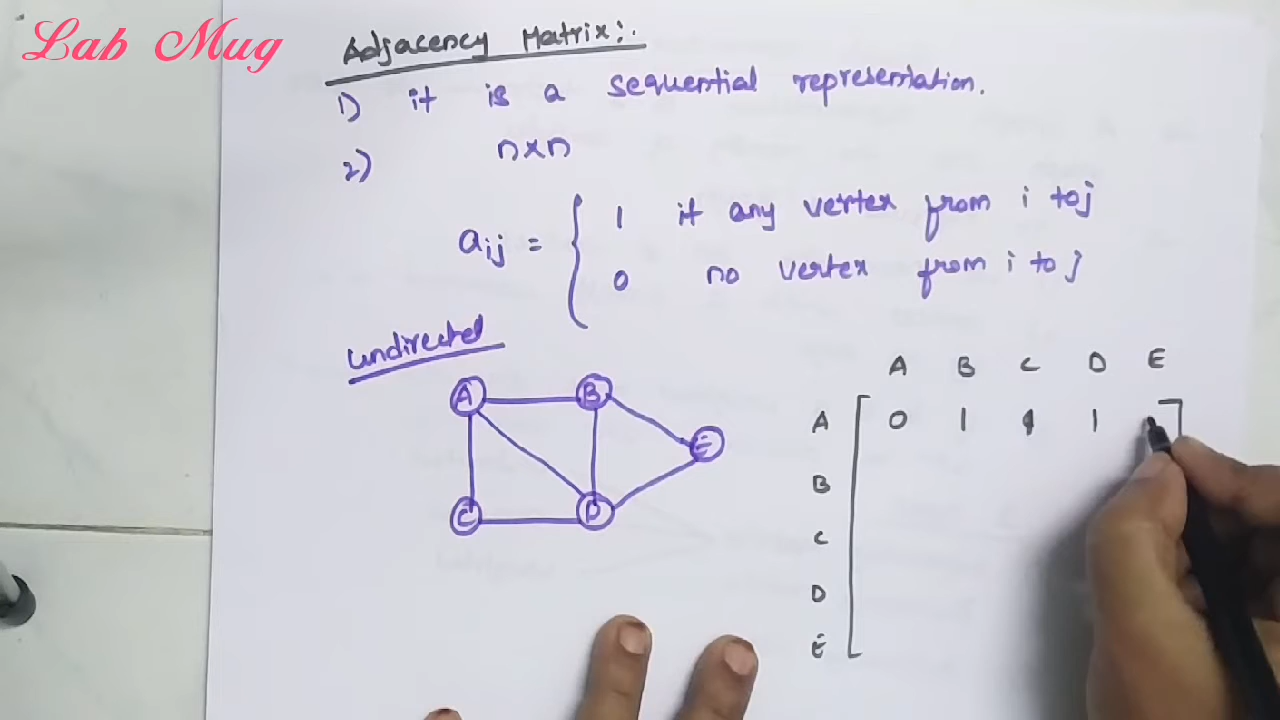 Lab Mug
Adjacency Matrix:.
1) it is a sequential representation.
2) n×n
aij = { 1 if any vertex from i to j
0 no vertex from i to j
undirected
A B
E
C D
A B C D E
A 0 1 1 1
B
C
D
E